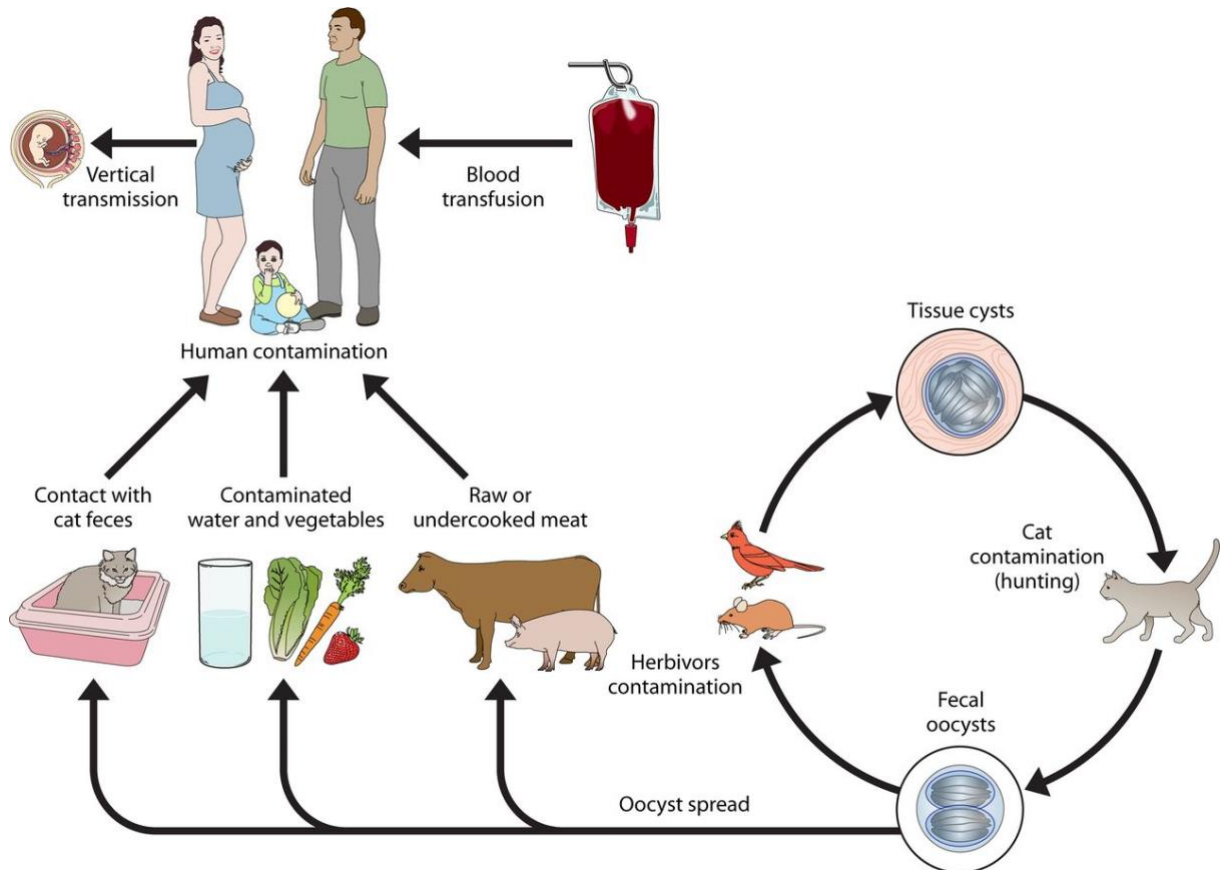 Vertical
transmission
Blood
transfusion
Human contamination
Tissue cysts
Contact with
cat feces
Contaminated
water and vegetables
Raw or
undercooked meat
Cat
contamination
(hunting)
Herbivors
contamination
Fecal
oocysts
Oocyst spread